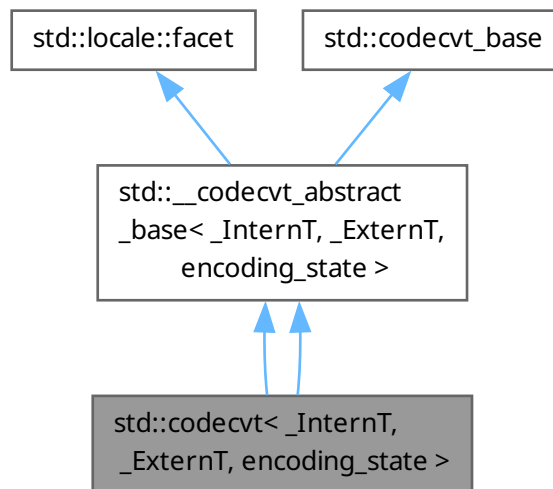 std::locale::facet
std::codecvt_base
std::__codecvt_abstract
_base< _InternT, _ExternT,
encoding_state >
std::codecvt< _InternT,
_ExternT, encoding_state >